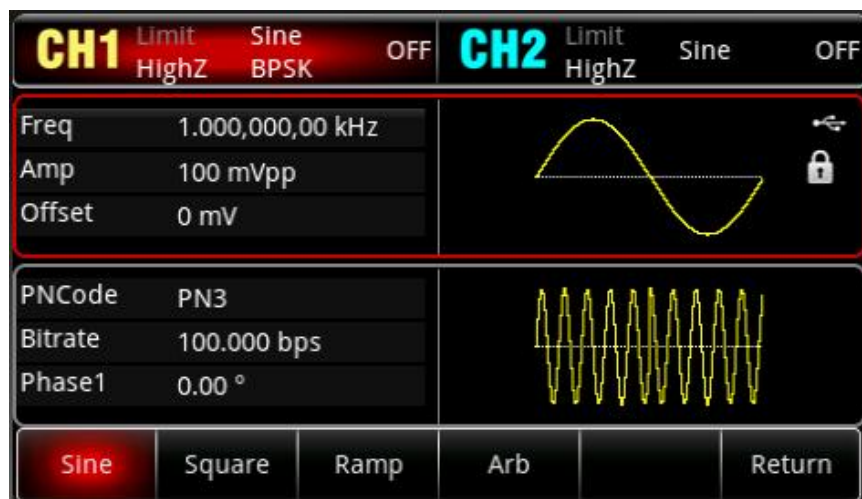 CH1 Limit Sine OFF CH2 Limit Sine OFF
HighZ BPSK HighZ
Freq 1.000,000,00 kHz
Amp 100 mVpp
Offset 0 mV
PNCode PN3
Bitrate 100.000 bps
Phase1 0.00 °
Sine Square Ramp Arb Return